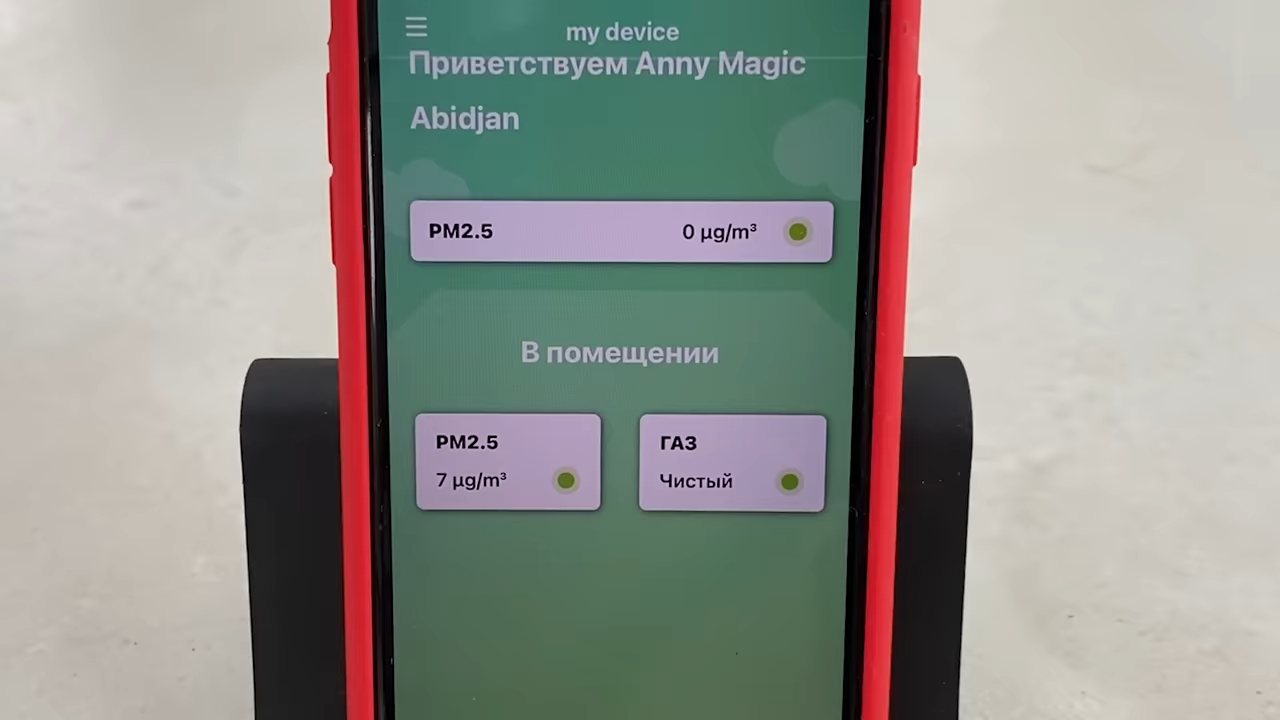 my device
Приветствуем Anny Magic
Abidjan
PM2.5 0 µg/m³
В помещении
PM2.5 ГАЗ
7 µg/m³ Чистый